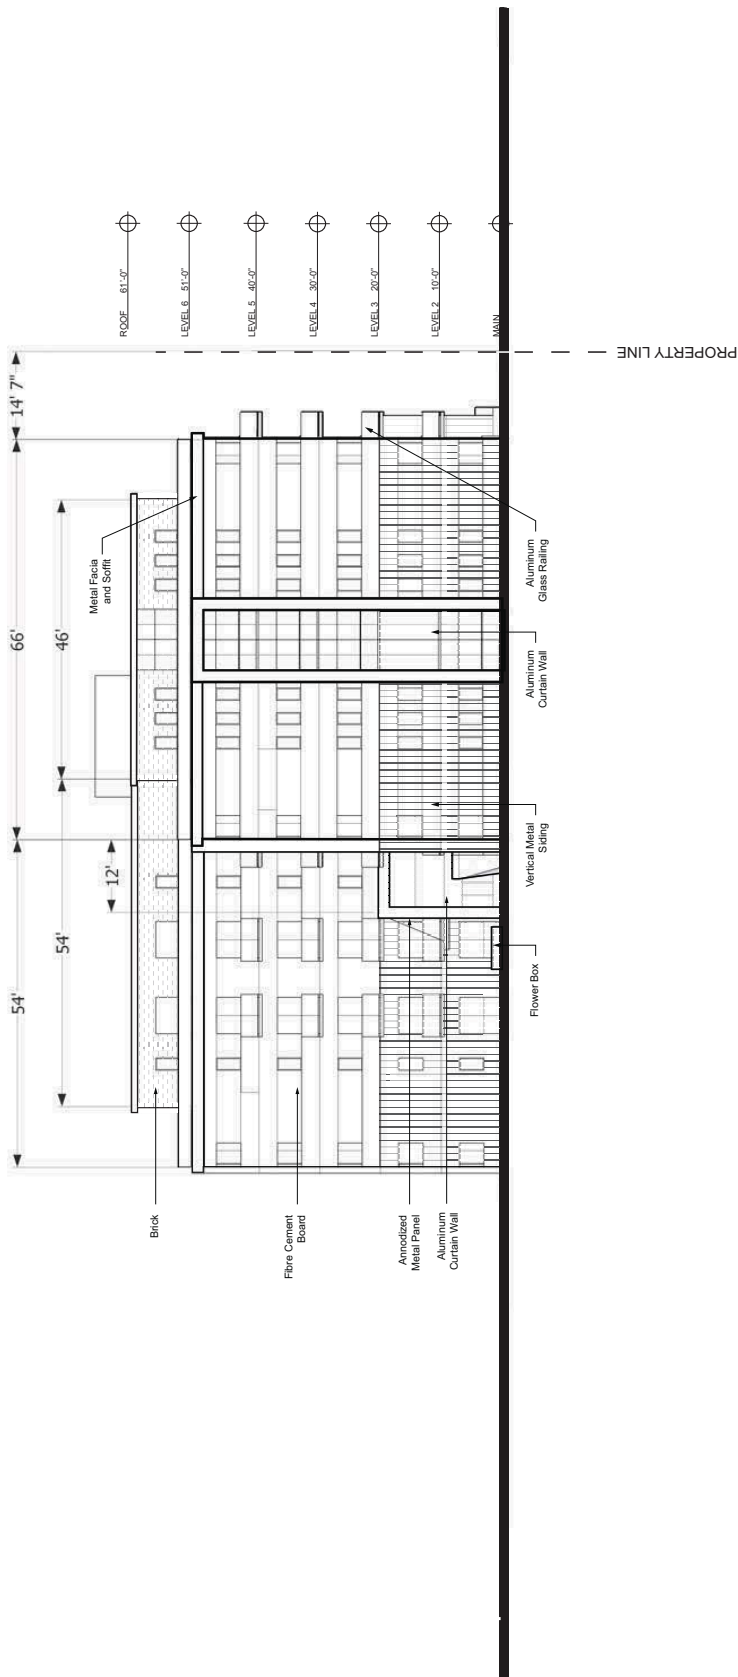 54'
66'
14' 7"
54'
46'
12'
Metal Facia
and Soffit
ROOF 61'-0"
LEVEL 6 51'-0"
LEVEL 5 40'-0"
LEVEL 4 30'-0"
LEVEL 3 20'-0"
LEVEL 2 10'-0"
MAIN
Brick
Fibre Cement
Board
Annodized
Metal Panel
Aluminum
Curtain Wall
Flower Box
Vertical Metal
Siding
Aluminum
Curtain Wall
Aluminum
Glass Railing
PROPERTY LINE